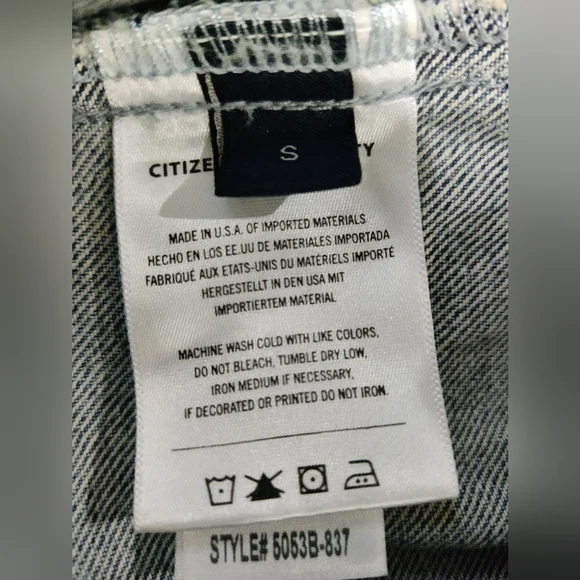 S
CITIZE TY
MADE IN U.S.A. OF IMPORTED MATERIALS
HECHO EN LOS EE.UU DE MATERIALES IMPORTADA
FABRIQUÉ AUX ETATS-UNIS DU MATÉRIELS IMPORTÉ
HERGESTELLT IN DEN USA MIT
IMPORTIERTEM MATERIAL
MACHINE WASH COLD WITH LIKE COLORS,
DO NOT BLEACH, TUMBLE DRY LOW,
IRON MEDIUM IF NECESSARY,
IF DECORATED OR PRINTED DO NOT IRON.
STYLE# 5053B-837